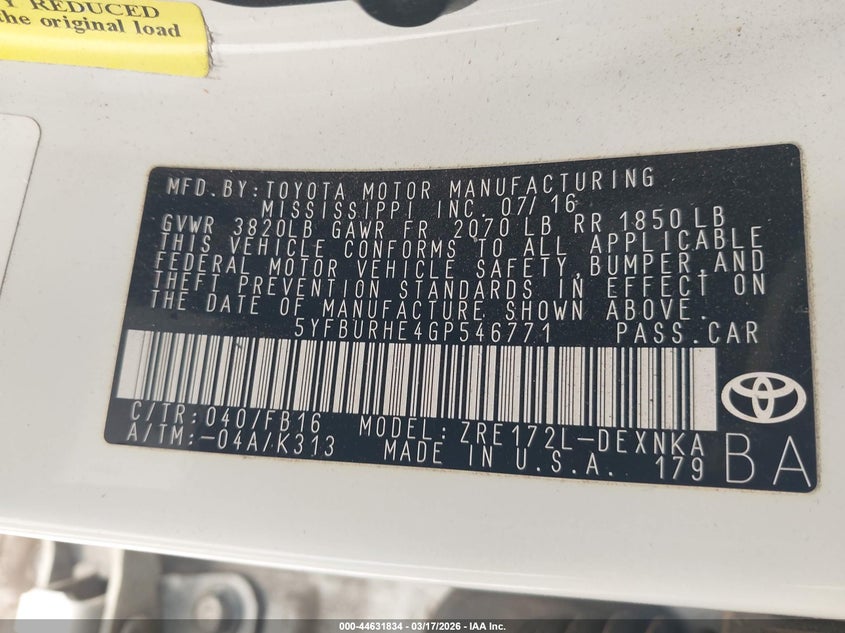 Y REDUCED
the original load
MFD.BY:TOYOTA MOTOR MANUFACTURING
MISSISSIPPI INC. 07/16
GVWR 3820LB GAWR FR 2070 LB RR 1850 LB
THIS VEHICLE CONFORMS TO ALL APPLICABLE
FEDERAL MOTOR VEHICLE SAFETY,BUMPER,AND
THEFT PREVENTION STANDARDS IN EFFECT ON
THE DATE OF MANUFACTURE SHOWN ABOVE.
5YFBURHE4GP546771 PASS.CAR
C/TR:040/FB16 MODEL:ZRE172L-DEXNKA
A/TM:-04A/K313 MADE IN U.S.A. 179 BA
000-44631834 | 03/17/2026 | IAA Inc.